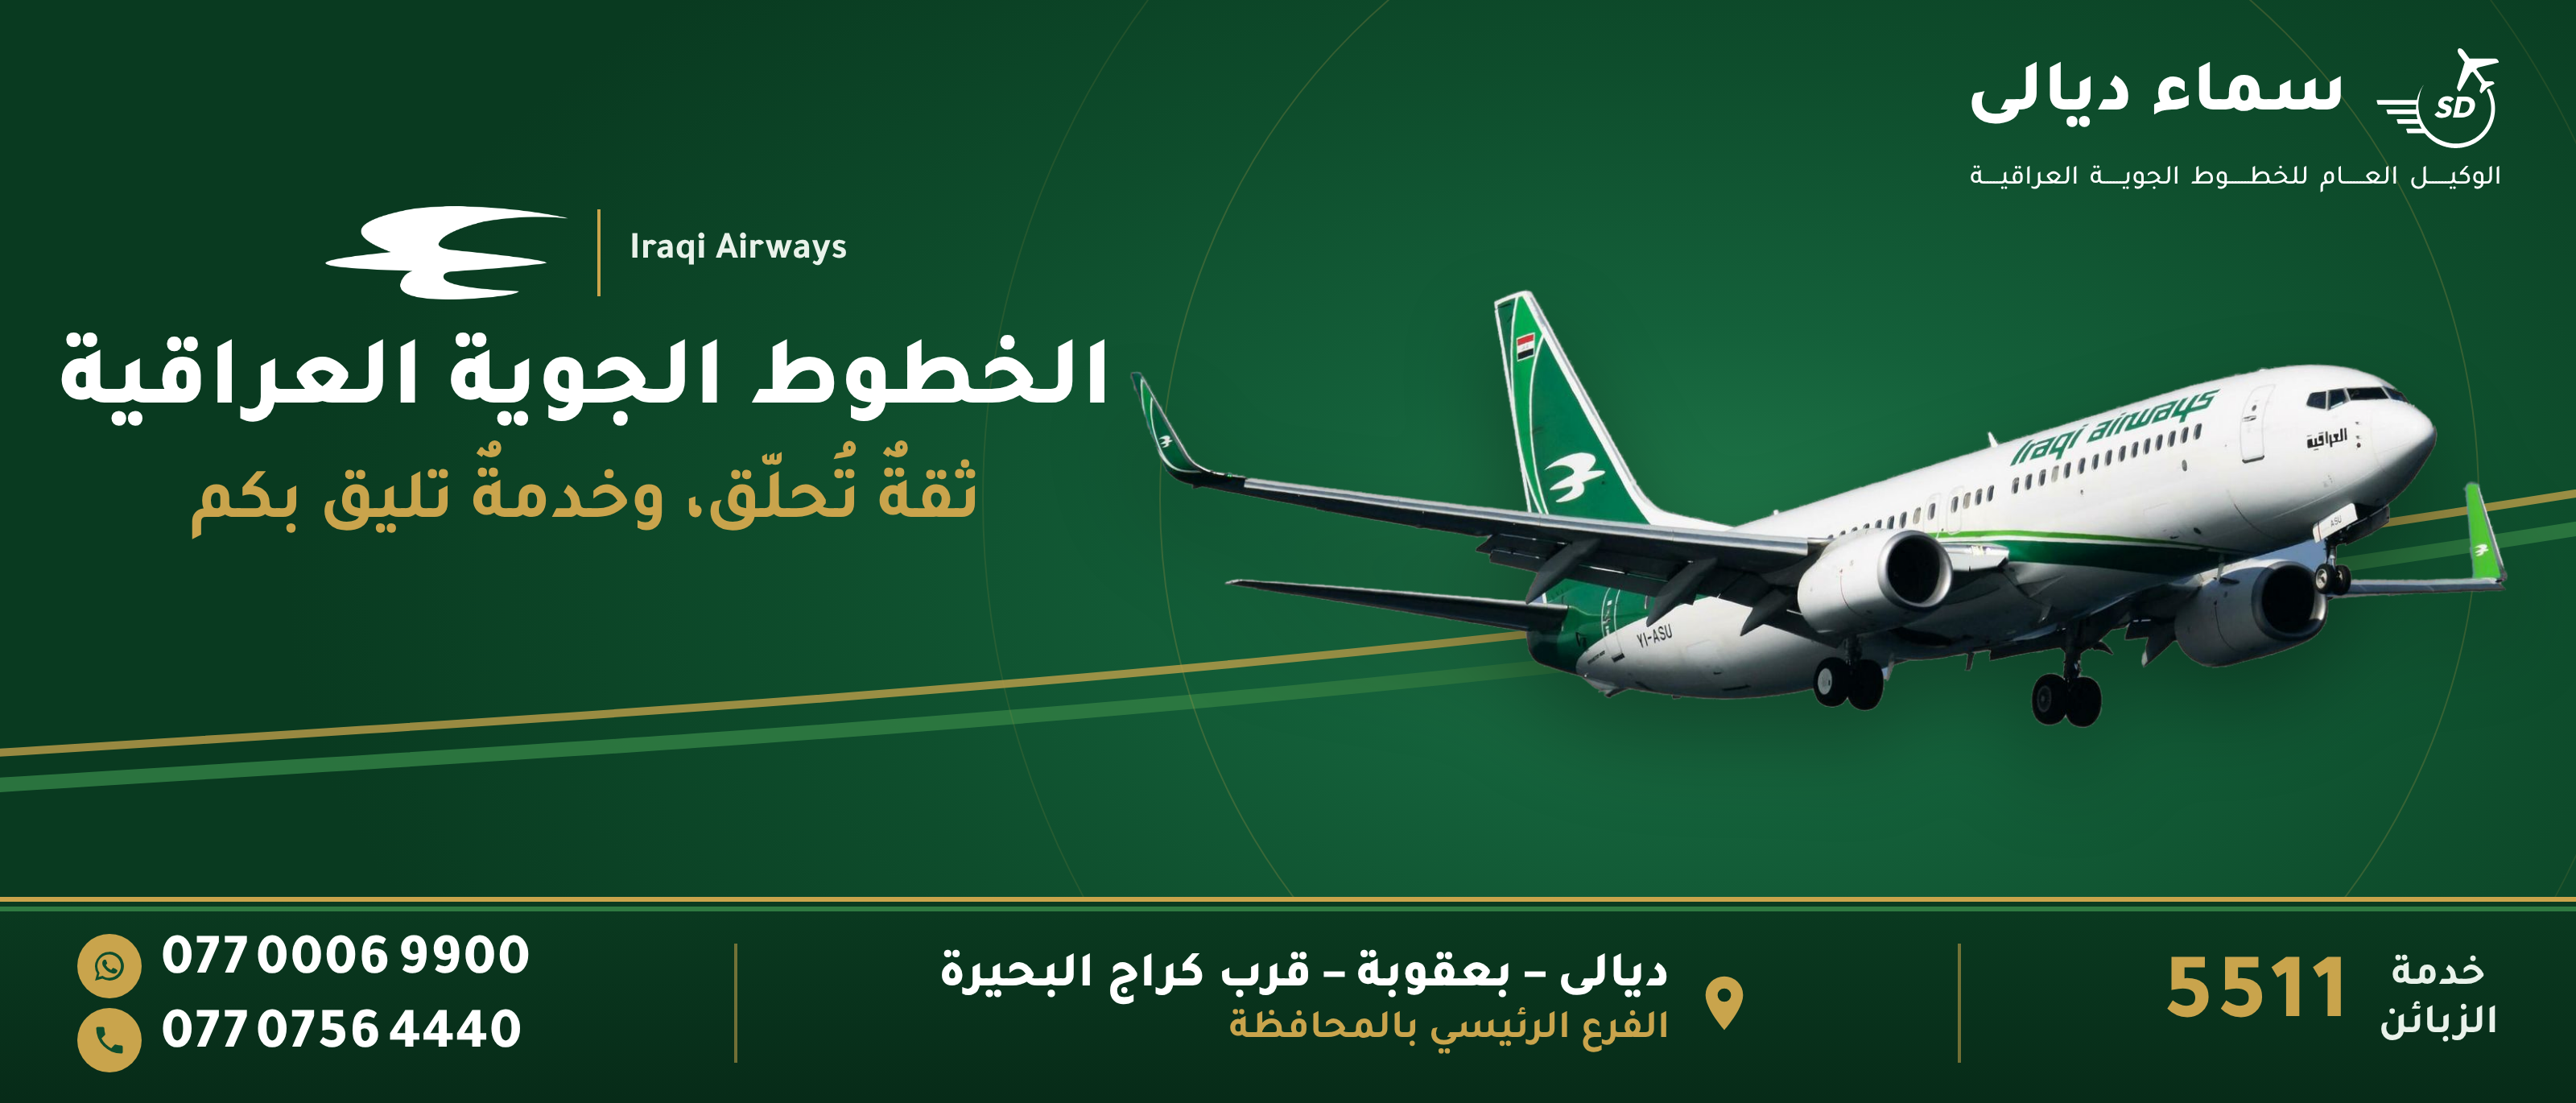 سماء ديالى
SD
الوكيل العام للخطوط الجوية العراقية
Iraqi Airways
الخطوط الجوية العراقية
ثقةٌ تُحلّق، وخدمةٌ تليق بكم
Iraqi airways
العراقية
ASU
YI-ASU
خدمة الزبائن
5511
ديالى – بعقوبة – قرب كراج البحيرة
الفرع الرئيسي بالمحافظة
077 0006 9900
077 0756 4440